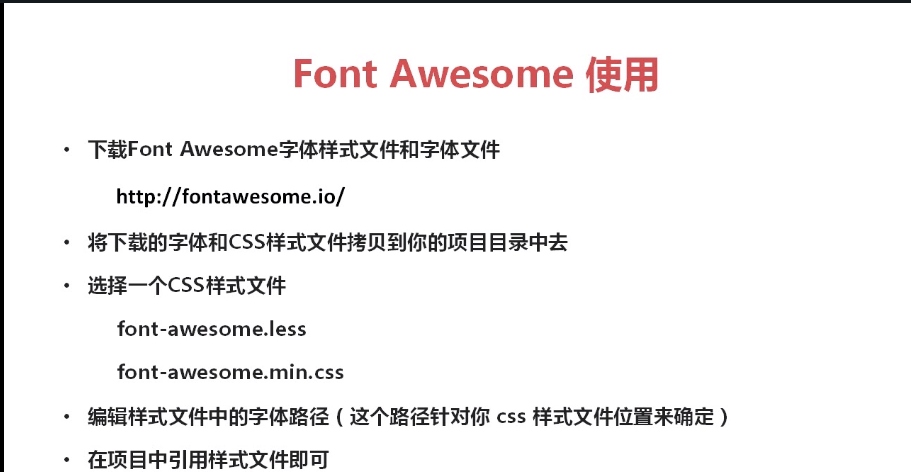 Font Awesome 使用
• 下载Font Awesome字体样式文件和字体文件
http://fontawesome.io/
• 将下载的字体和CSS样式文件拷贝到你的项目目录中去
• 选择一个CSS样式文件
font-awesome.less
font-awesome.min.css
• 编辑样式文件中的字体路径（这个路径针对你 css 样式文件位置来确定）
• 在项目中引用样式文件即可